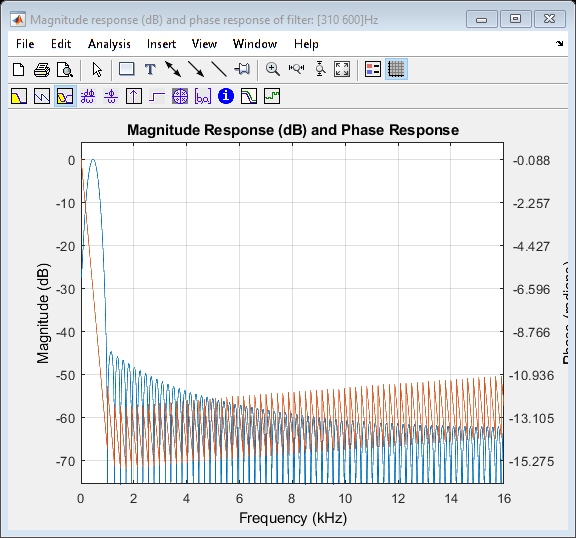 Magnitude response (dB) and phase response of filter: [310 600]Hz
File Edit Analysis Insert View Window Help
Magnitude Response (dB) and Phase Response
Magnitude (dB)
0
-10
-20
-30
-40
-50
-60
-70
-0.088
-2.257
-4.427
-6.596
-8.766
-10.936
-13.105
-15.275
0 2 4 6 8 10 12 14 16
Frequency (kHz)